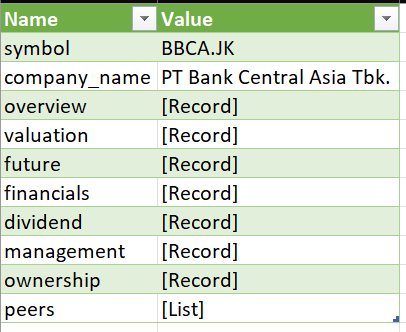 Name Value
symbol BBCA.JK
company_name PT Bank Central Asia Tbk.
overview [Record]
valuation [Record]
future [Record]
financials [Record]
dividend [Record]
management [Record]
ownership [Record]
peers [List]